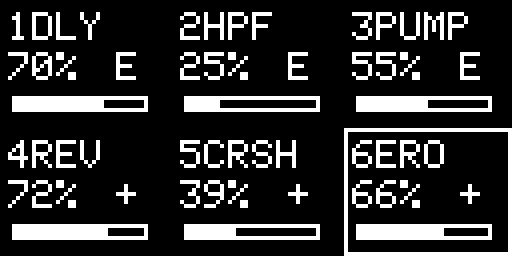 1DLY 2HPF 3PUMP
70% E 25% E 55% E
4REV 5CRSH 6ERO
72% + 39% + 66% +